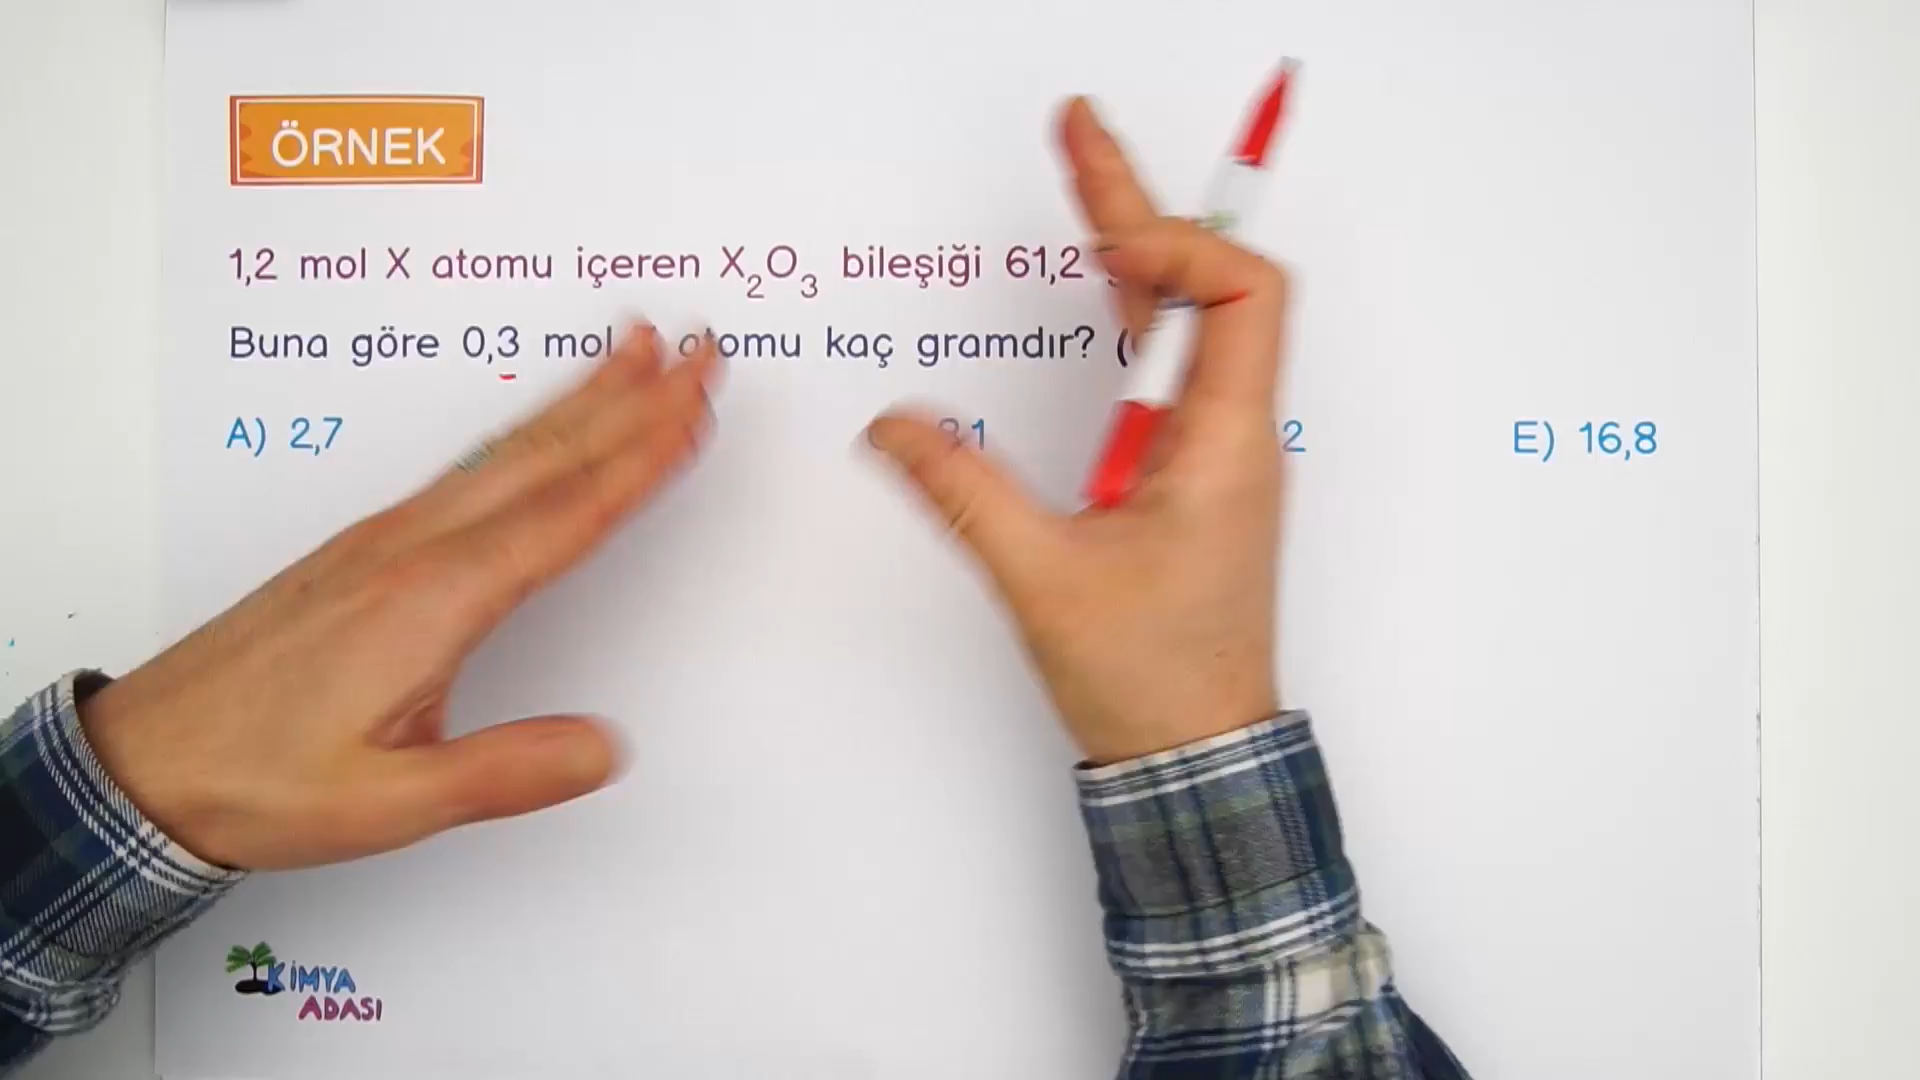 ÖRNEK
1,2 mol X atomu içeren X₂O₃ bileşiği 61,2
Buna göre 0,3 mol atomu kaç gramdır? (
A) 2,7 E) 16,8
KİMYA
ADASI